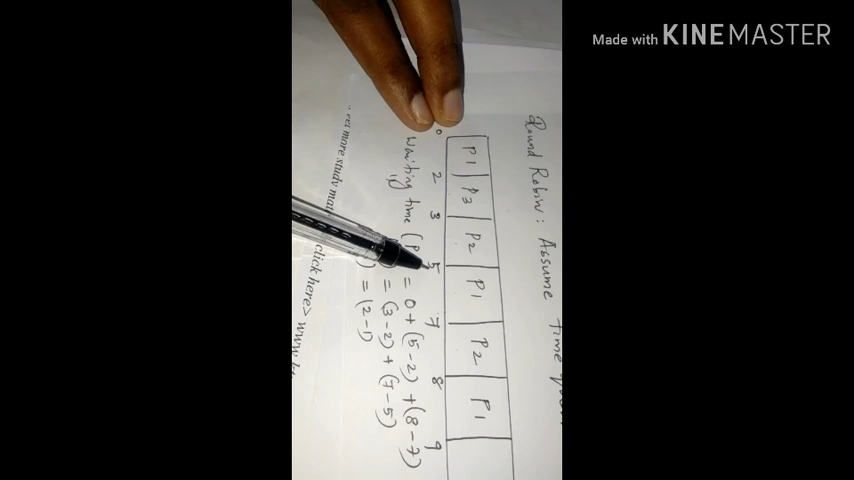 Made with KINEMASTER
Round Robin: Assume time
P1 P3 P2 P1 P2 P1
0 2 3 5 7 8 9
Waiting time (P = 0+(5-2)+(8-7)
) = (3-2)+(7-5)
) = (2-1)
more study click here> www.